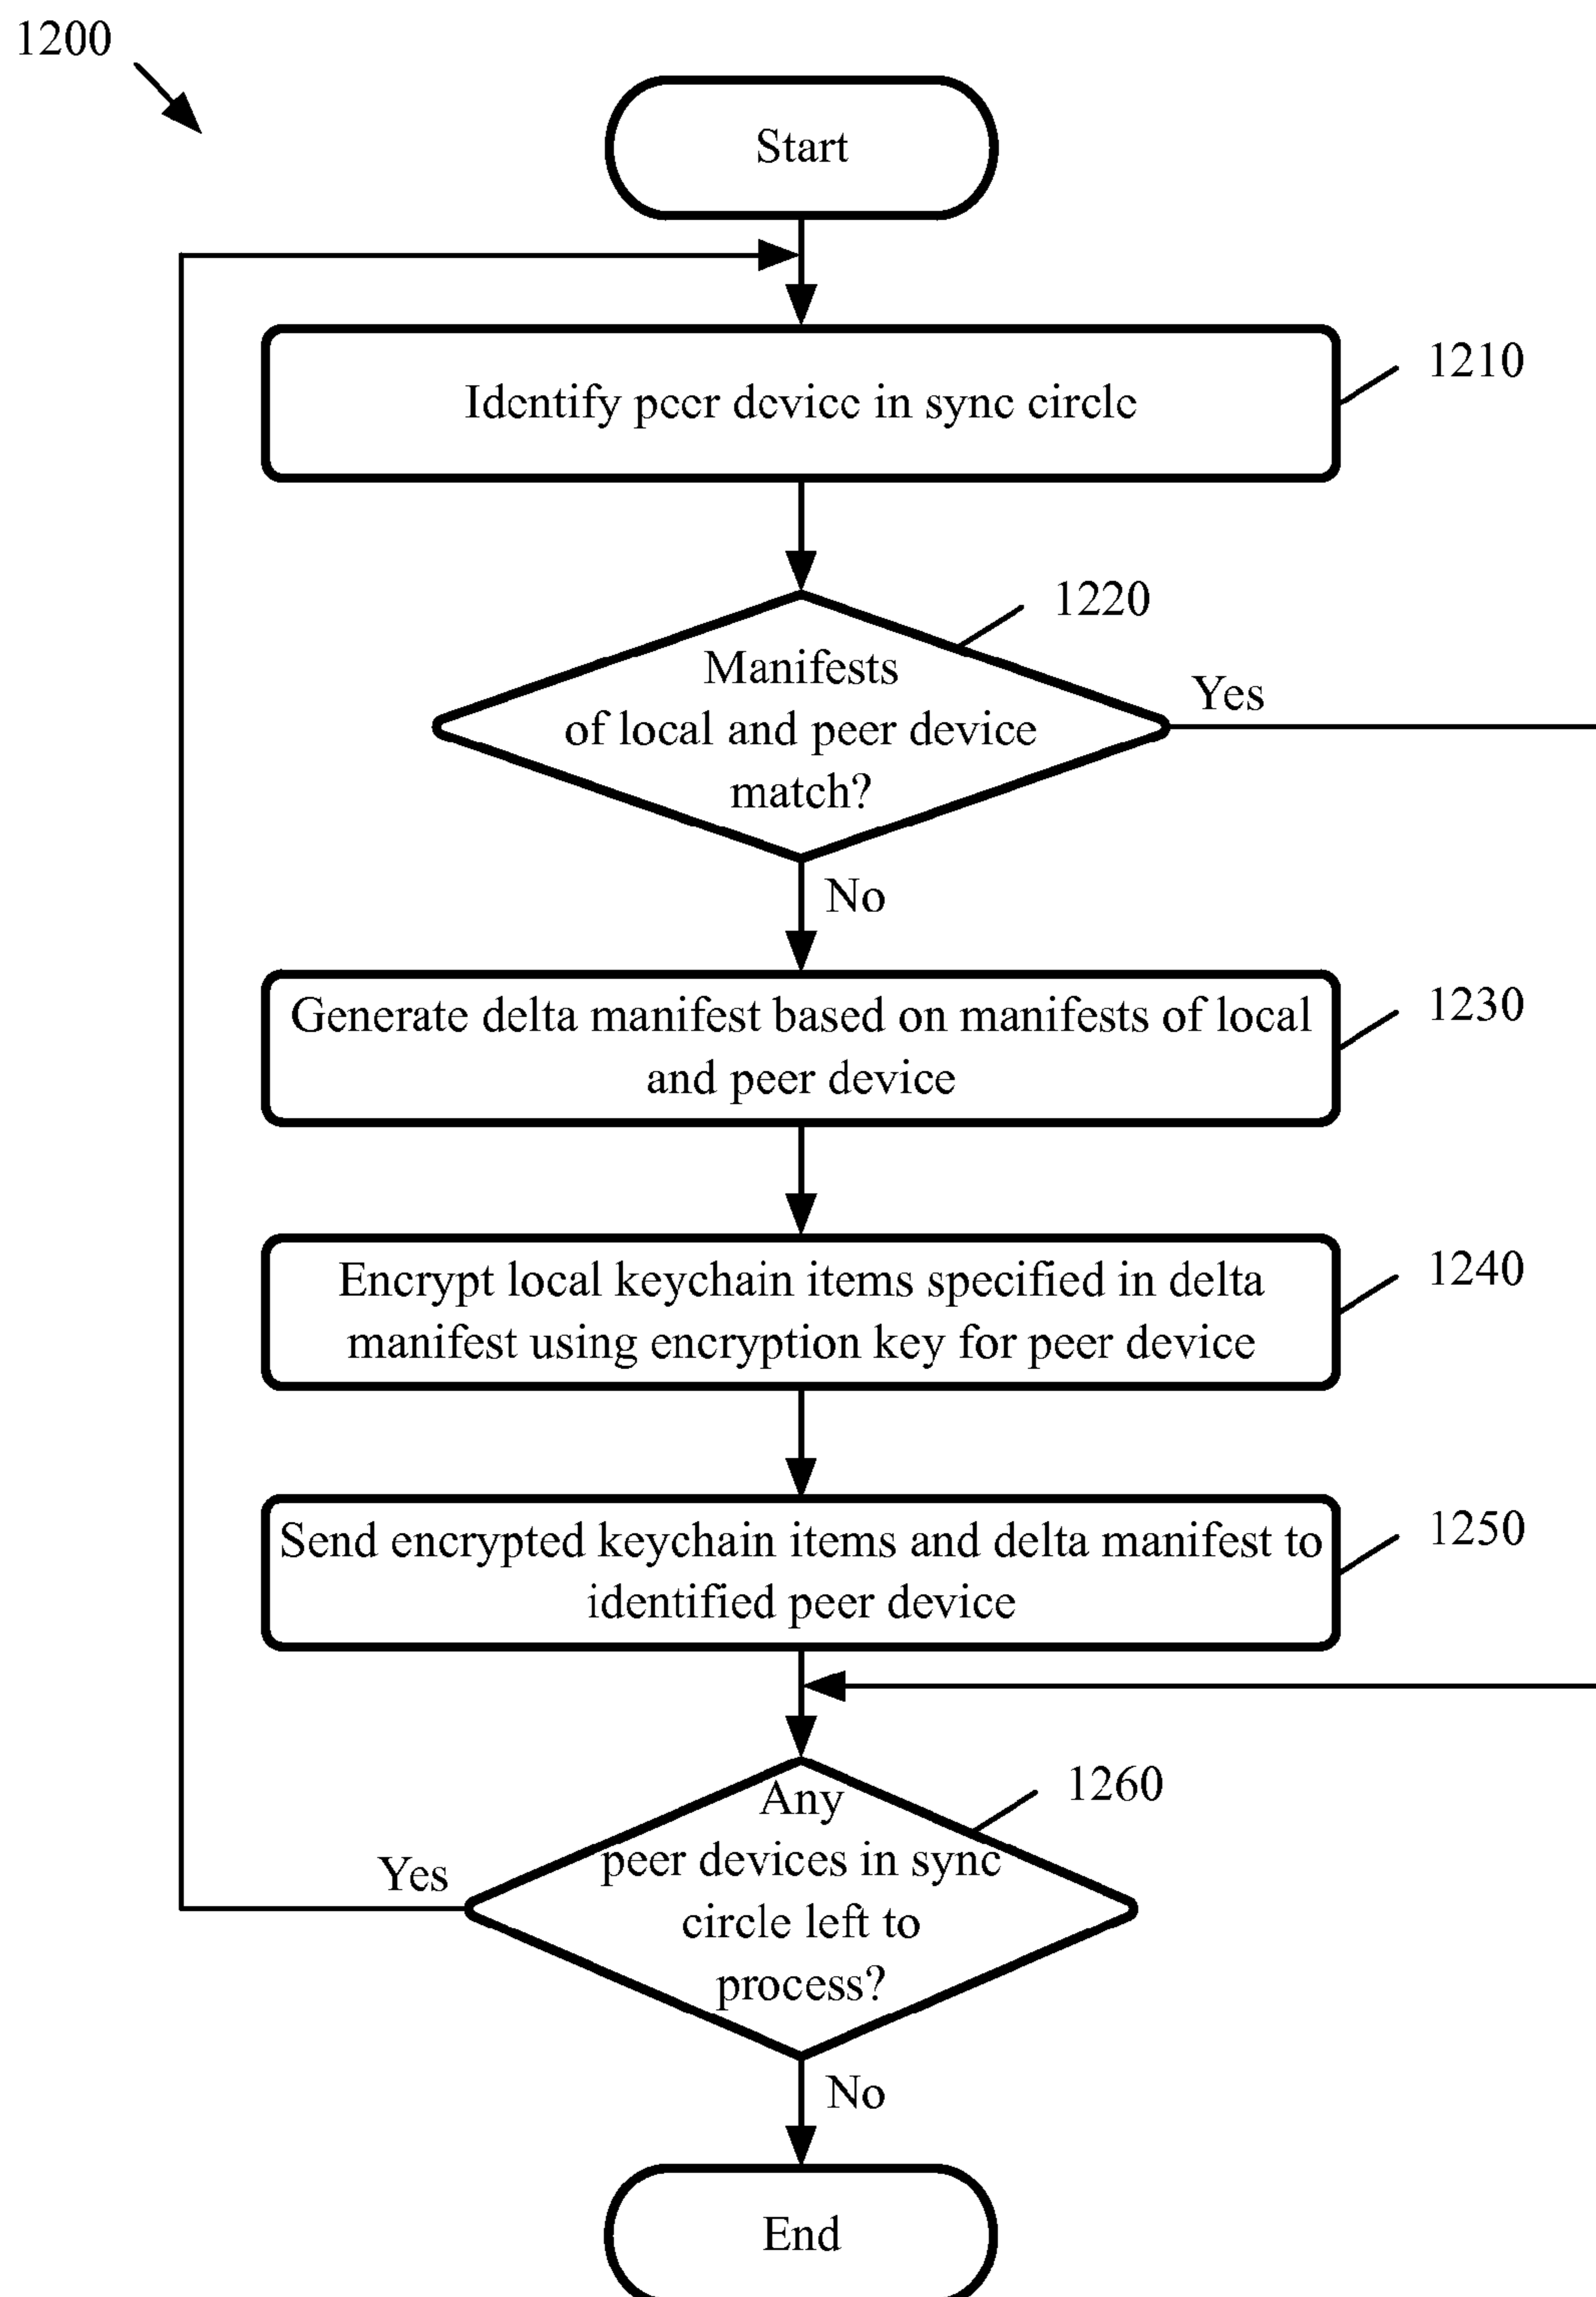 1200
Start
Identify peer device in sync circle
1210
1220
Manifests
of local and peer device
match?
Yes
No
Generate delta manifest based on manifests of local
and peer device
1230
Encrypt local keychain items specified in delta
manifest using encryption key for peer device
1240
Send encrypted keychain items and delta manifest to
identified peer device
1250
1260
Any
peer devices in sync
circle left to
process?
Yes
No
End